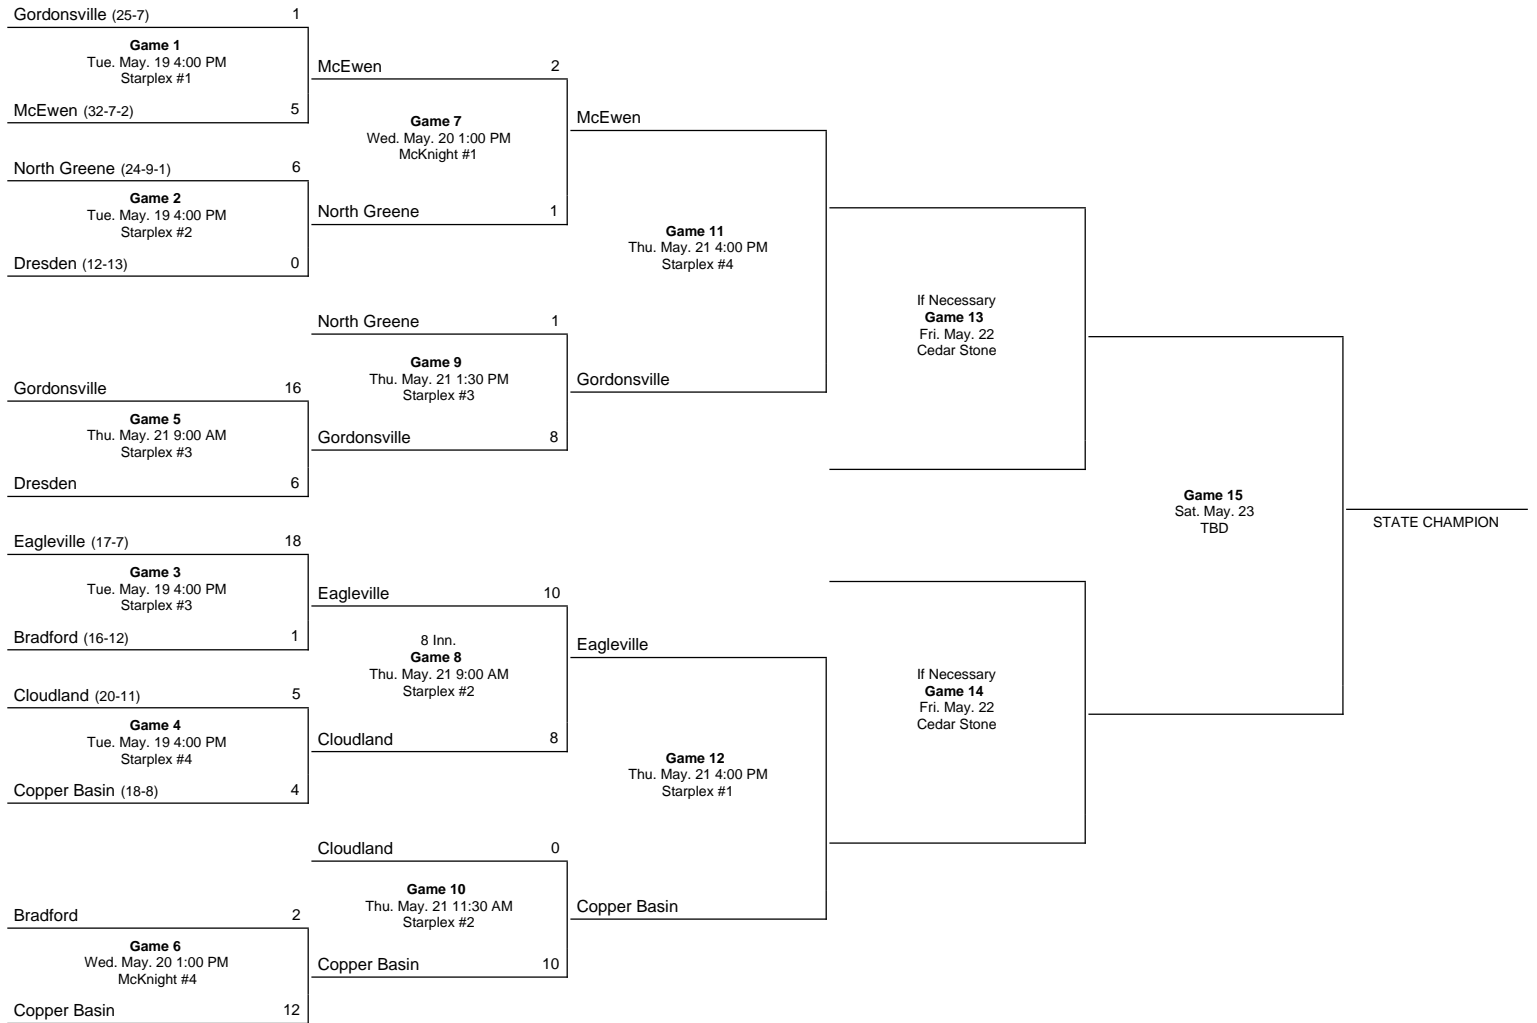 Gordonsville (25-7) 1
Game 1
Tue. May. 19 4:00 PM
Starplex #1
McEwen (32-7-2) 5
North Greene (24-9-1) 6
Game 2
Tue. May. 19 4:00 PM
Starplex #2
Dresden (12-13) 0
Gordonsville 16
Game 5
Thu. May. 21 9:00 AM
Starplex #3
Dresden 6
Eagleville (17-7) 18
Game 3
Tue. May. 19 4:00 PM
Starplex #3
Bradford (16-12) 1
Cloudland (20-11) 5
Game 4
Tue. May. 19 4:00 PM
Starplex #4
Copper Basin (18-8) 4
Bradford 2
Game 6
Wed. May. 20 1:00 PM
McKnight #4
Copper Basin 12
McEwen 2
Game 7
Wed. May. 20 1:00 PM
McKnight #1
North Greene 1
North Greene 1
Game 9
Thu. May. 21 1:30 PM
Starplex #3
Gordonsville 8
Eagleville 10
8 Inn.
Game 8
Thu. May. 21 9:00 AM
Starplex #2
Cloudland 8
Cloudland 0
Game 10
Thu. May. 21 11:30 AM
Starplex #2
Copper Basin 10
McEwen
Game 11
Thu. May. 21 4:00 PM
Starplex #4
Gordonsville
Eagleville
Game 12
Thu. May. 21 4:00 PM
Starplex #1
Copper Basin
If Necessary
Game 13
Fri. May. 22
Cedar Stone
If Necessary
Game 14
Fri. May. 22
Cedar Stone
Game 15
Sat. May. 23
TBD
STATE CHAMPION